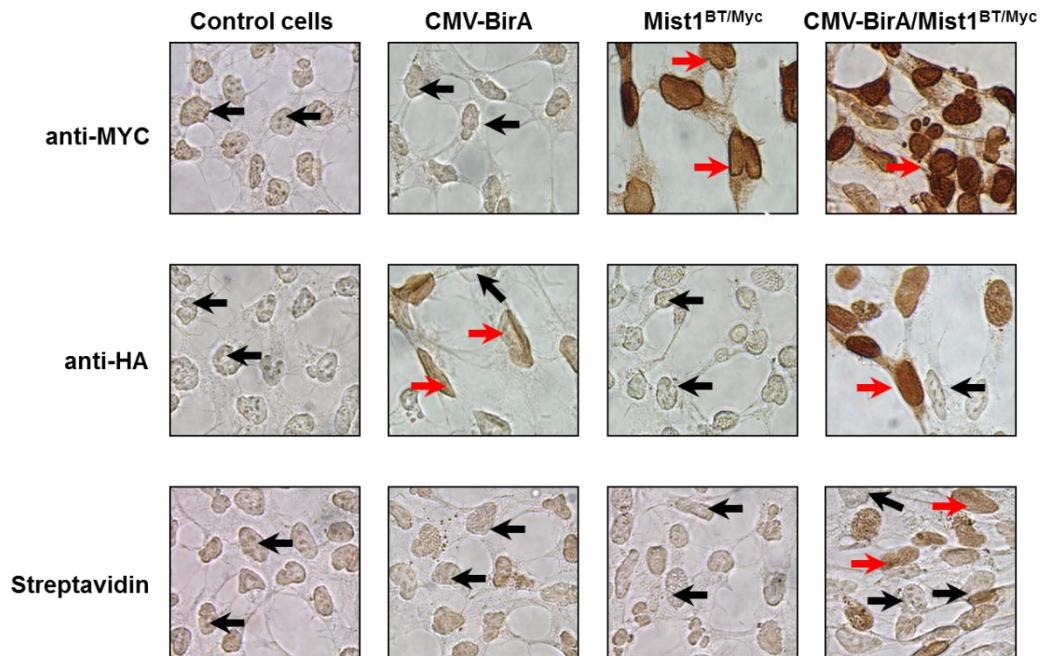 Control cells CMV-BirA Mist1BT/Myc CMV-BirA/Mist1BT/Myc
anti-MYC
anti-HA
Streptavidin